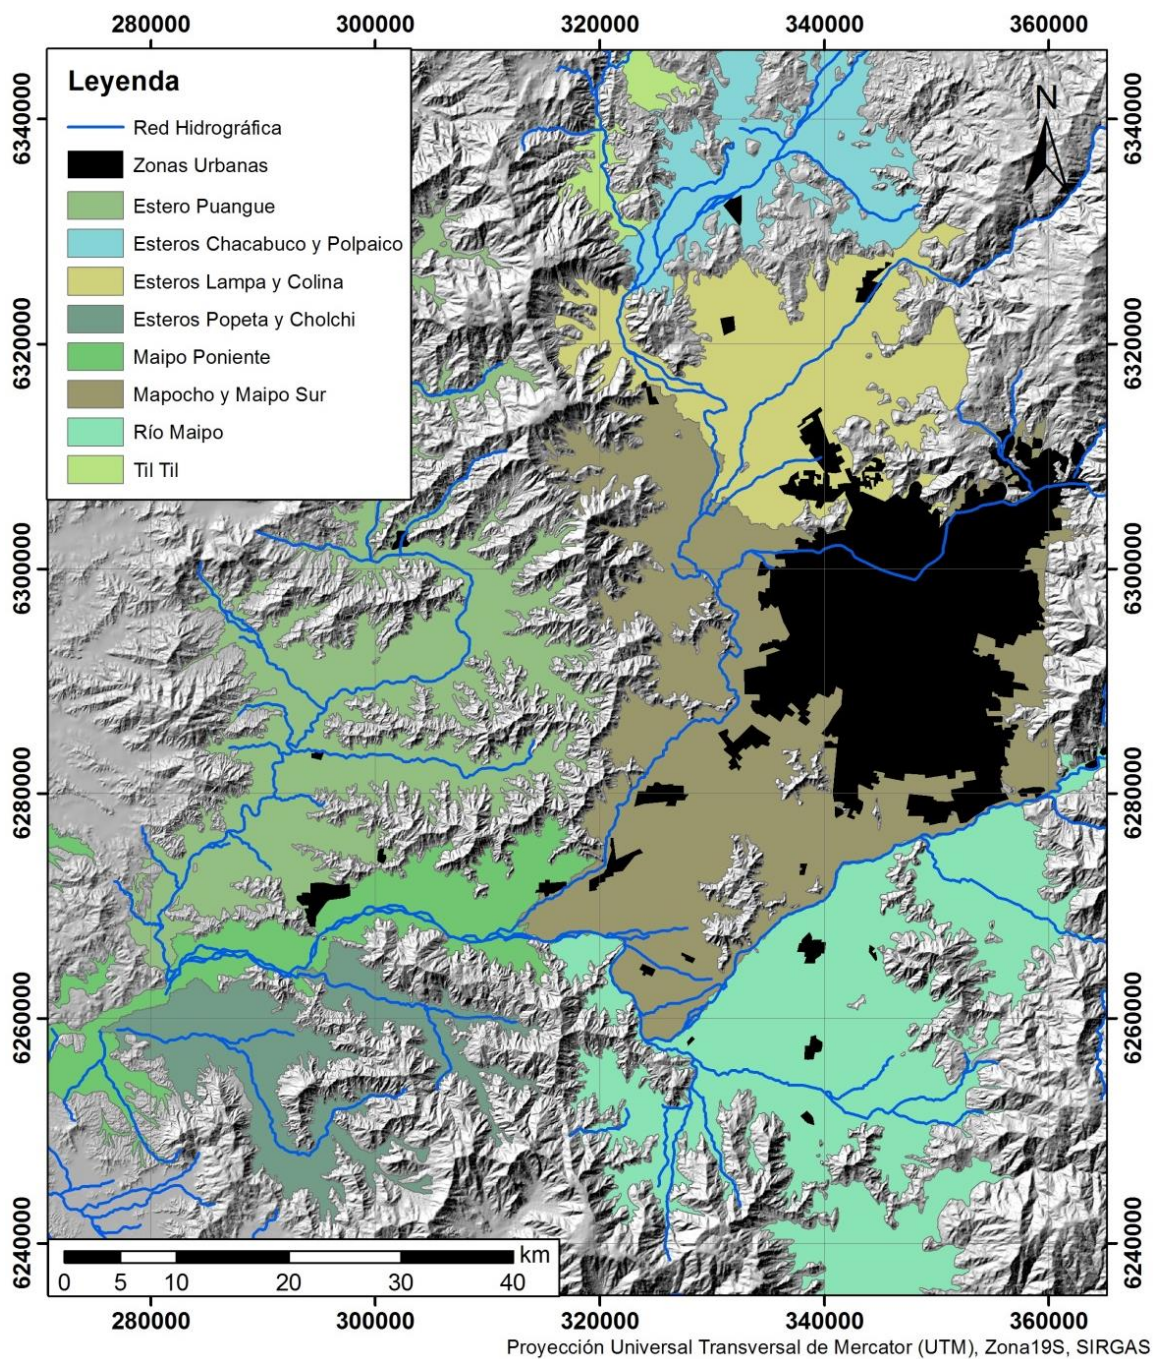 280000 300000 320000 340000 360000
Leyenda
Red Hidrográfica
Zonas Urbanas
Estero Puangue
Esteros Chacabuco y Polpaico
Esteros Lampa y Colina
Esteros Popeta y Cholchi
Maipo Poniente
Mapocho y Maipo Sur
Río Maipo
Til Til
N
6340000 6340000
6320000 6320000
6300000 6300000
6280000 6280000
6260000 6260000
6240000 6240000
km
0 5 10 20 30 40
280000 300000 320000 340000 360000
Proyección Universal Transversal de Mercator (UTM), Zona19S, SIRGAS